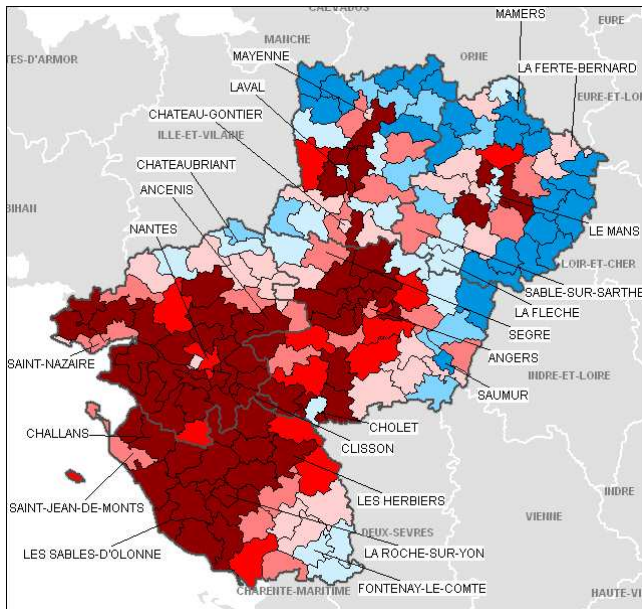 CALVADOS
MAMERS
EURE
MANCHE
TES-D'ARMOR
MAYENNE
ORNE
LA FERTE-BERNARD
LAVAL
EURE-ET-LOI
CHATEAU-GONTIER
ILLE-ET-VILAINE
CHATEAUBRIANT
ANCENIS
BIHAN
NANTES
LE MANS
LOIR-ET-CHER
SABLE-SUR-SARTHE
LA FLECHE
SEGRE
ANGERS
SAINT-NAZAIRE
INDRE-ET-LOIRE
SAUMUR
CHOLET
CHALLANS
CLISSON
INDRE
SAINT-JEAN-DE-MONTS
LES HERBIERS
VIENNE
DEUX-SEVRES
LES SABLES-D'OLONNE
LA ROCHE-SUR-YON
FONTENAY-LE-COMTE
CHARENTE-MARITIME
HAUTE-VI